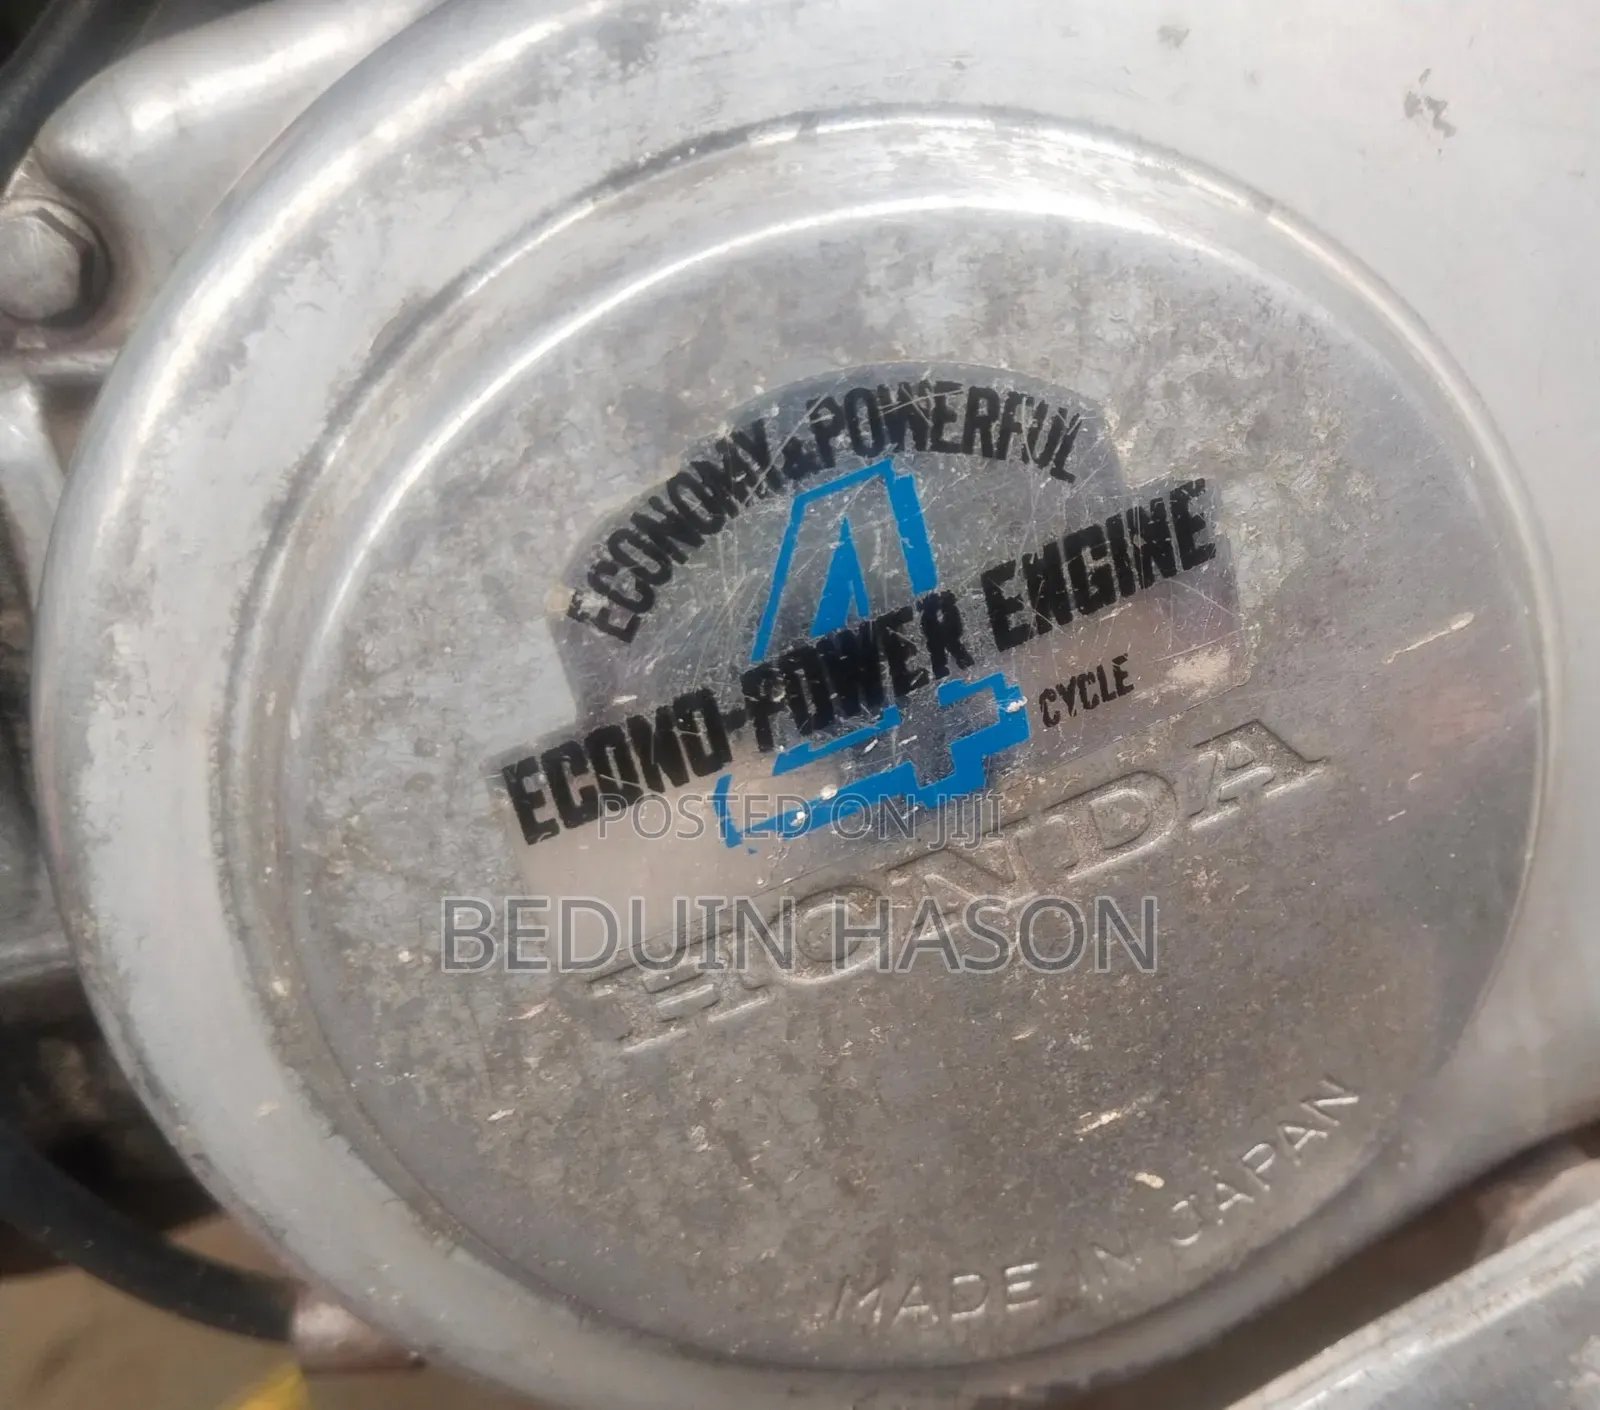 ECONOMY&POWERFUL
4
ECONO-POWER ENGINE
CYCLE
POSTED ON JIJI
HONDA
BEDUIN HASON
MADE IN JAPAN